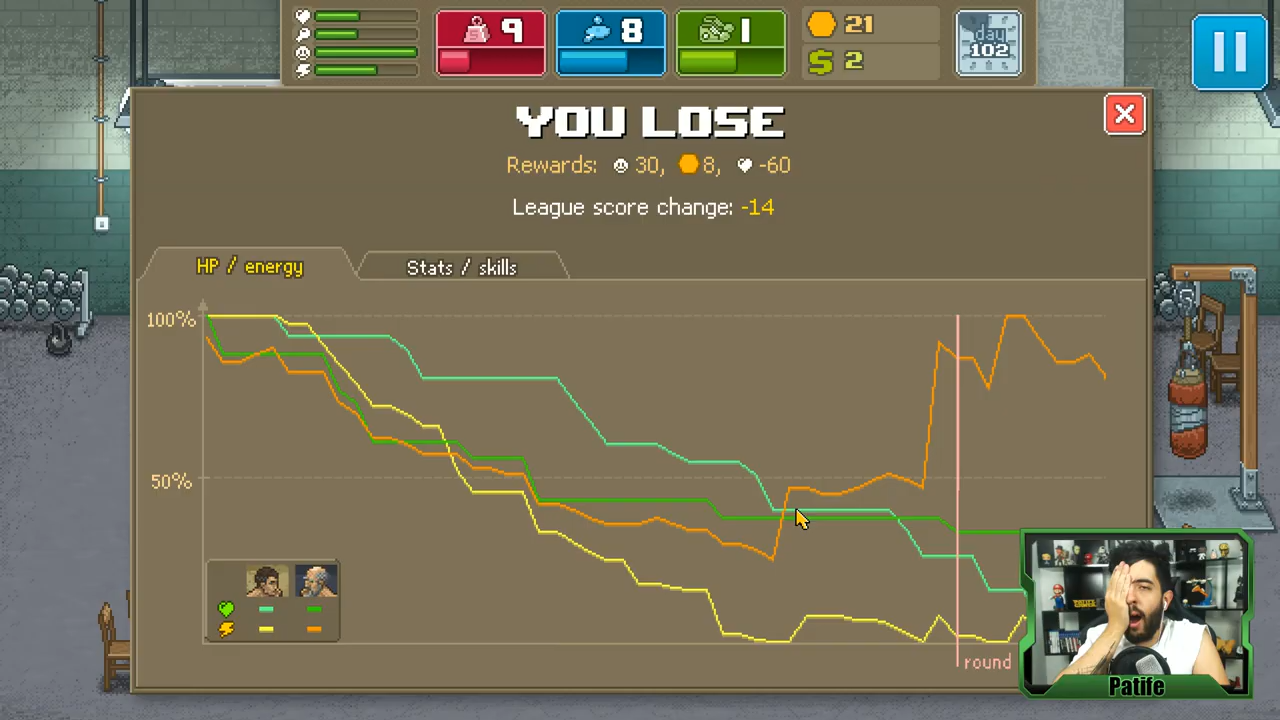 9
8
1
21
$ 2
day
102
YOU LOSE
Rewards: 30, 8, -60
League score change: -14
HP / energy
Stats / skills
100%
50%
round
Patife